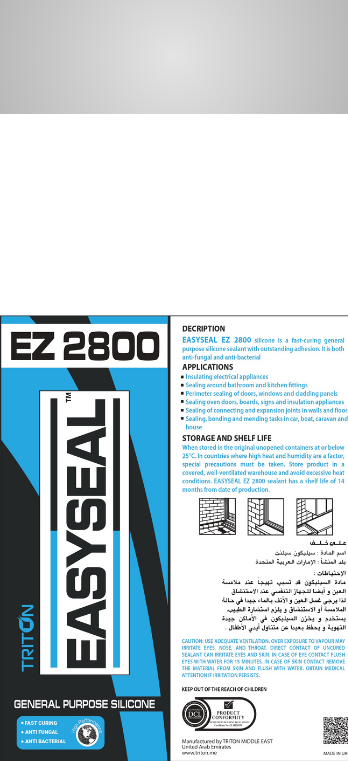 EZ 2800
EASYSEAL™
TRITON
GENERAL PURPOSE SILICONE
• FAST CURING
• ANTI FUNGAL
• ANTI BACTERIAL
DECRIPTION
EASYSEAL EZ 2800 silicone is a fast-curing general
purpose silicone sealant with outstanding adhesion. It is both
anti-fungal and anti-bacterial
APPLICATIONS
▪ Insulating electrical appliances
▪ Sealing around bathroom and kitchen fittings
▪ Perimeter sealing of doors, windows and cladding panels
▪ Sealing oven doors, boards, signs and insulation appliances
▪ Sealing of connecting and expansion joints in walls and floor
▪ Sealing, bonding and mending tasks in car, boat, caravan and
house
STORAGE AND SHELF LIFE
When stored in the original unopened containers at or below
25°C. In countries where high heat and humidity are a factor,
special precautions must be taken. Store product in a
covered, well-ventilated warehouse and avoid excessive heat
conditions. EASYSEAL EZ 2800 sealant has a shelf life of 14
months from date of production.
اسم المادة : سيليكون سيلنت
بلد المنشأ : الإمارات العربية المتحدة
الإحتياطات :
مادة السيليكون قد تسبب تهيجا عند ملامسة
العين و أيضا للجهاز التنفسي عند الاستنشاق
لذا يرجى غسل العين و الأنف بالماء جيدا في حالة
الملامسة أو الاستنشاق و يلزم استشارة الطبيب.
يستخدم و يخزن السيليكون في الأماكن جيدة
التهوية و يحفظ بعيدا عن متناول أيدي الأطفال .
CAUTION: USE ADEQUATE VENTILATION. OVER EXPOSURE TO VAPOUR MAY
IRRITATE EYES, NOSE, AND THROAT. DIRECT CONTACT OF UNCURED
SEALANT CAN IRRITATE EYES AND SKIN. IN CASE OF EYE CONTACT FLUSH
EYES WITH WATER FOR 15 MINUTES. IN CASE OF SKIN CONTACT REMOVE
THE MATERIAL FROM SKIN AND FLUSH WITH WATER. OBTAIN MEDICAL
ATTENTION IF IRRITATION PERSISTS.
KEEP OUT OF THE REACH OF CHILDREN
DCL
PRODUCT
CONFORMITY
Manufactured by TRITON MIDDLE EAST
United Arab Emirates
www.triton.me
MADE IN UA